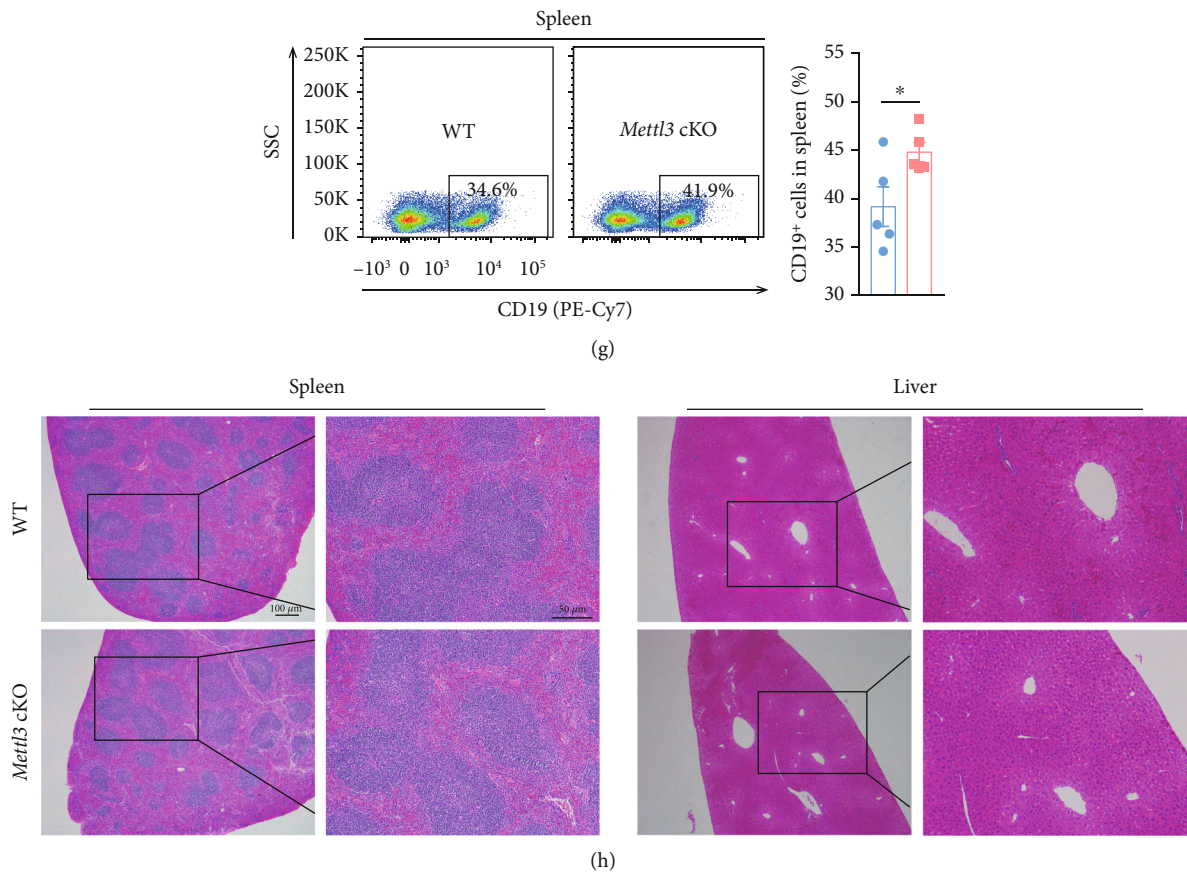 Spleen
250K
200K
150K
100K
50K
0K
SSC
WT
34.6%
Mettl3 cKO
41.9%
−10³ 0 10³ 10⁴ 10⁵
CD19 (PE-Cy7)
55
50
45
40
35
30
CD19⁺ cells in spleen (%)
*
(g)
Spleen
Liver
WT
100 μm
50 μm
Mettl3 cKO
(h)